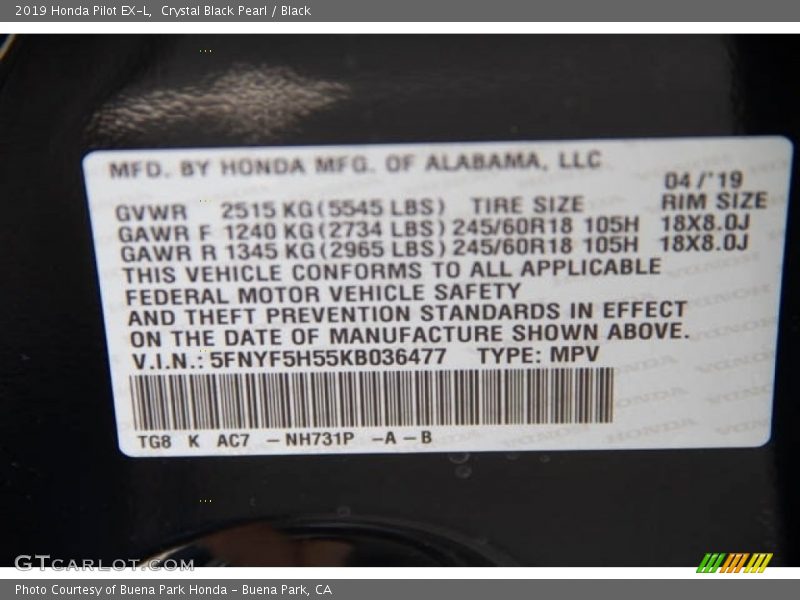 2019 Honda Pilot EX-L, Crystal Black Pearl / Black
MFD. BY HONDA MFG. OF ALABAMA, LLC
04/'19
GVWR 2515 KG(5545 LBS) TIRE SIZE RIM SIZE
GAWR F 1240 KG(2734 LBS) 245/60R18 105H 18X8.0J
GAWR R 1345 KG(2965 LBS) 245/60R18 105H 18X8.0J
THIS VEHICLE CONFORMS TO ALL APPLICABLE
FEDERAL MOTOR VEHICLE SAFETY
AND THEFT PREVENTION STANDARDS IN EFFECT
ON THE DATE OF MANUFACTURE SHOWN ABOVE.
V.I.N.: 5FNYF5H55KB036477 TYPE: MPV
TG8 K AC7 - NH731P - A - B
GTCARLOT.COM
Photo Courtesy of Buena Park Honda - Buena Park, CA